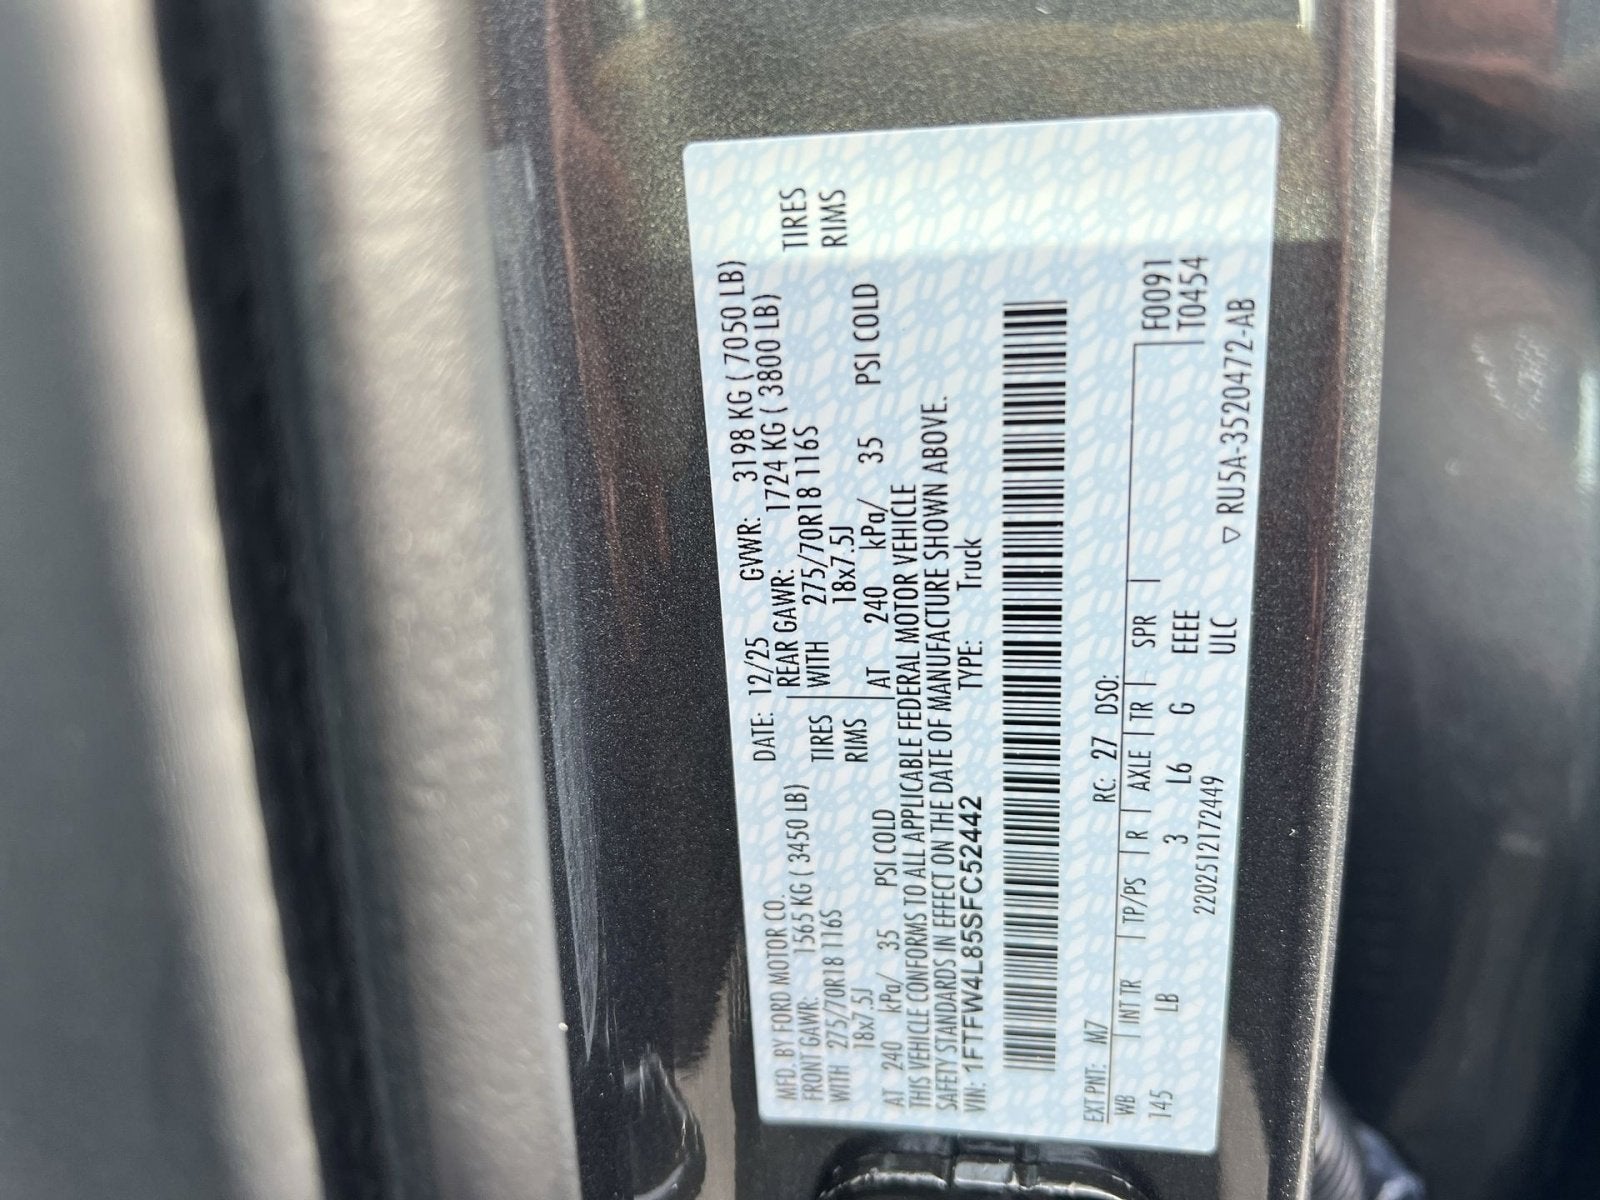 MFD. BY FORD MOTOR CO.
DATE: 12/25 GVWR: 3198 KG ( 7050 LB)
FRONT GAWR: 1565 KG ( 3450 LB) REAR GAWR: 1724 KG ( 3800 LB)
WITH 275/70R18 116S TIRES WITH 275/70R18 116S TIRES
18x7.5J RIMS 18x7.5J RIMS
AT 240 kPa/ 35 PSI COLD AT 240 kPa/ 35 PSI COLD
THIS VEHICLE CONFORMS TO ALL APPLICABLE FEDERAL MOTOR VEHICLE
SAFETY STANDARDS IN EFFECT ON THE DATE OF MANUFACTURE SHOWN ABOVE.
VIN: 1FTFW4L85SFC52442 TYPE: Truck
EXT PNT: M7 RC: 27 DSO:
WB INT TR TP/PS R AXLE TR SPR F0091
145 LB 3 L6 G EEEE T0454
2202512172449 ULC ▽ RU5A-3520472-AB